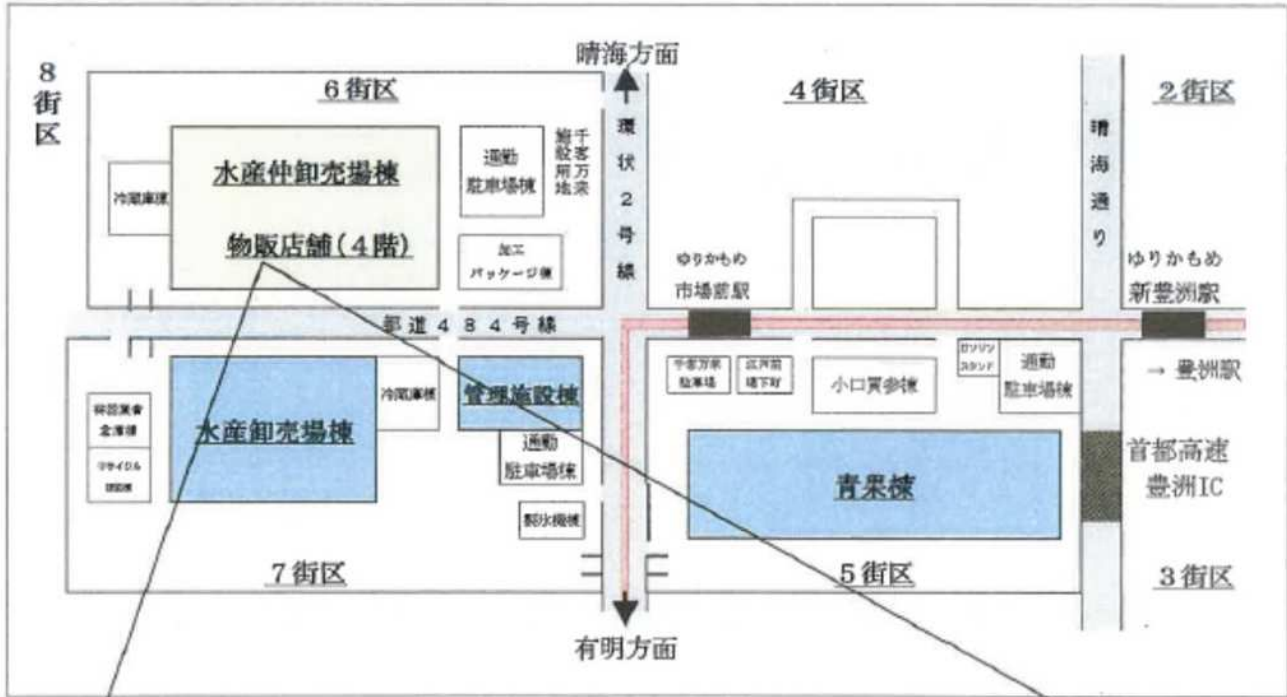 晴海方面
8街区
6街区
4街区
2街区
環状2号線
晴海通り
水産仲卸売場棟
物販店舗(4階)
冷蔵庫棟
通勤
駐車場棟
千客万来
施設用地
加工
パッケージ棟
ゆりかもめ
市場前駅
ゆりかもめ
新豊洲駅
都道484号線
→ 豊洲駅
水産卸売場棟
冷蔵庫棟
管理施設棟
通勤
駐車場棟
製氷機棟
リサイクル
千客万来
駐車場
江戸前
場下町
小口買参棟
ガソリン
スタンド
通勤
駐車場棟
青果棟
首都高速
豊洲IC
7街区
5街区
3街区
有明方面